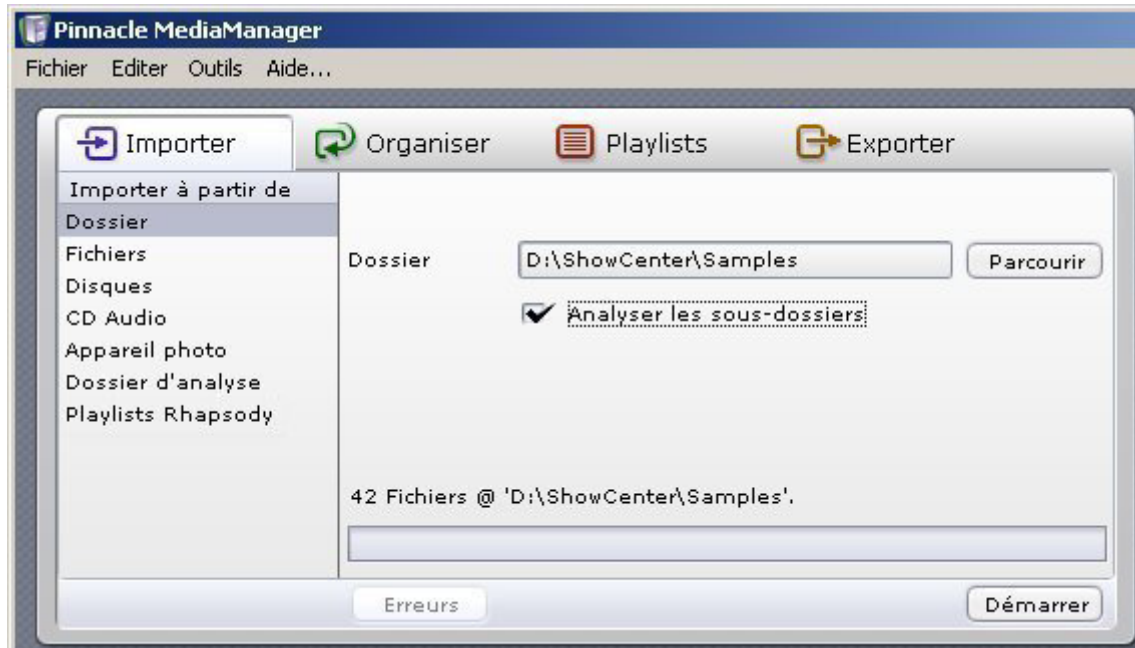 Pinnacle MediaManager
Fichier Editer Outils Aide...
Importer Organiser Playlists Exporter
Importer à partir de
Dossier
Fichiers
Disques
CD Audio
Appareil photo
Dossier d'analyse
Playlists Rhapsody
Dossier D:\ShowCenter\Samples Parcourir
Analyser les sous-dossiers
42 Fichiers @ 'D:\ShowCenter\Samples'.
Erreurs Démarrer